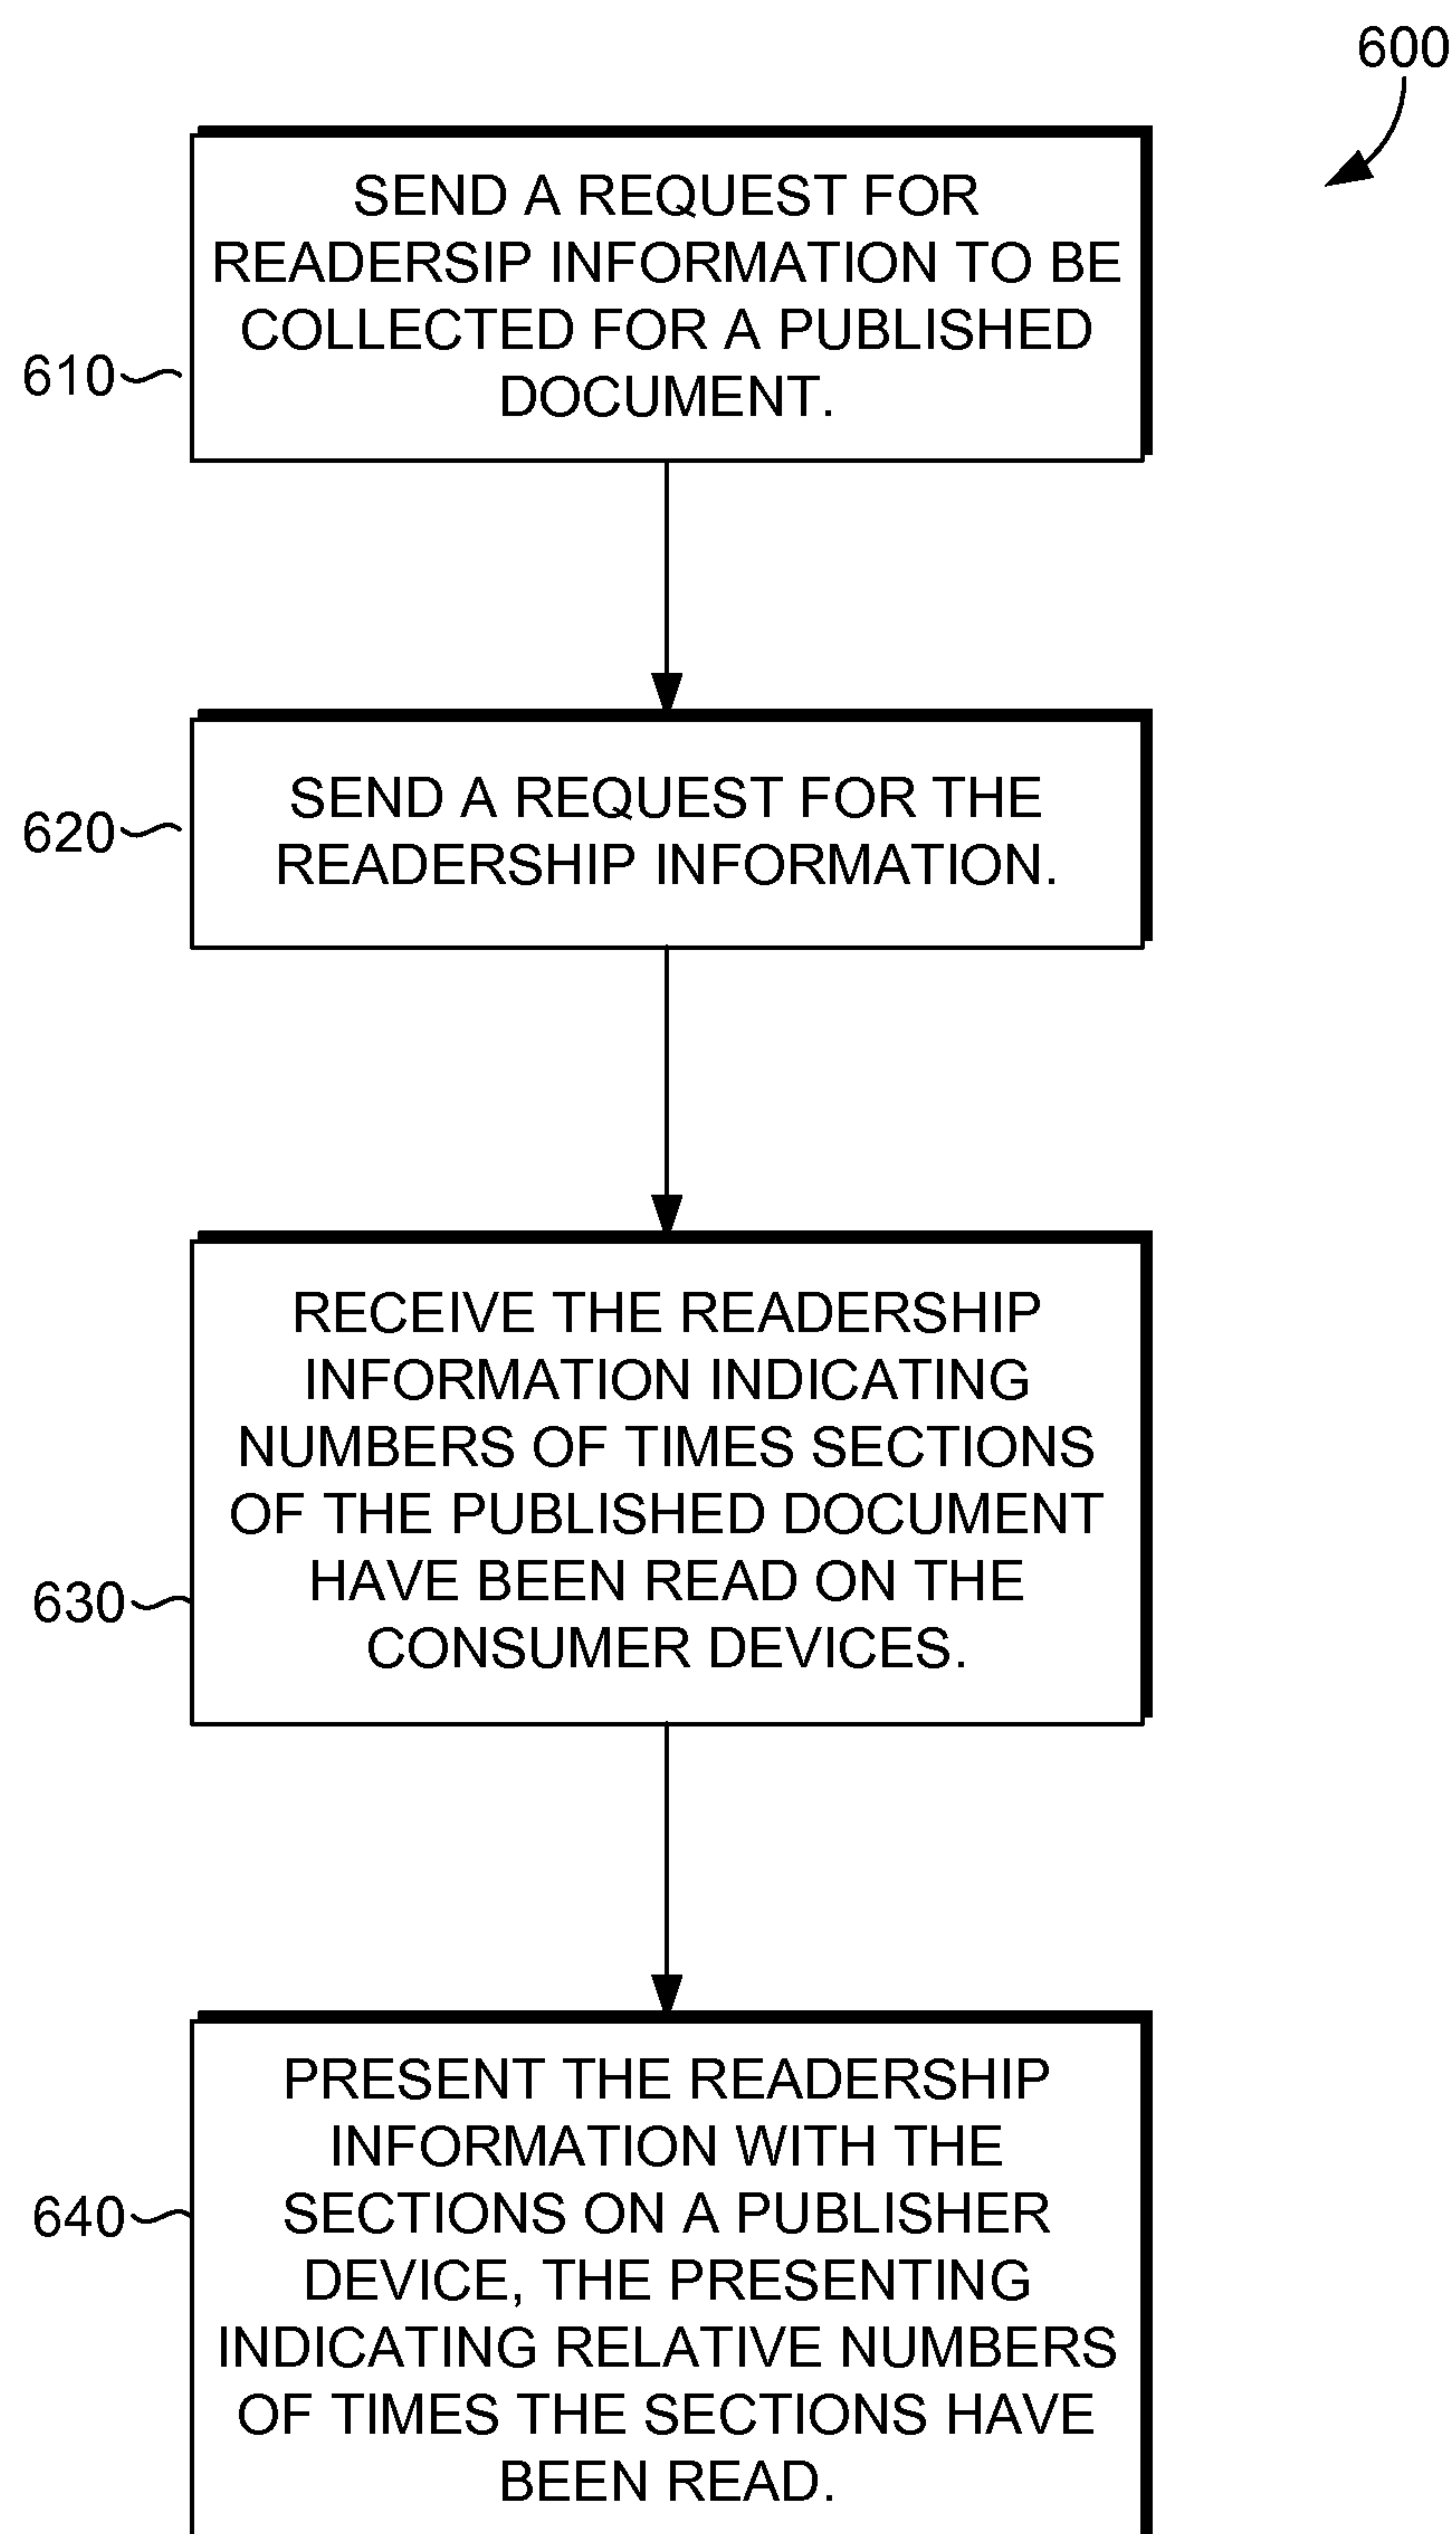 600
SEND A REQUEST FOR
READERSIP INFORMATION TO BE
COLLECTED FOR A PUBLISHED
DOCUMENT.
610
SEND A REQUEST FOR THE
READERSHIP INFORMATION.
620
RECEIVE THE READERSHIP
INFORMATION INDICATING
NUMBERS OF TIMES SECTIONS
OF THE PUBLISHED DOCUMENT
HAVE BEEN READ ON THE
CONSUMER DEVICES.
630
PRESENT THE READERSHIP
INFORMATION WITH THE
SECTIONS ON A PUBLISHER
DEVICE, THE PRESENTING
INDICATING RELATIVE NUMBERS
OF TIMES THE SECTIONS HAVE
BEEN READ.
640